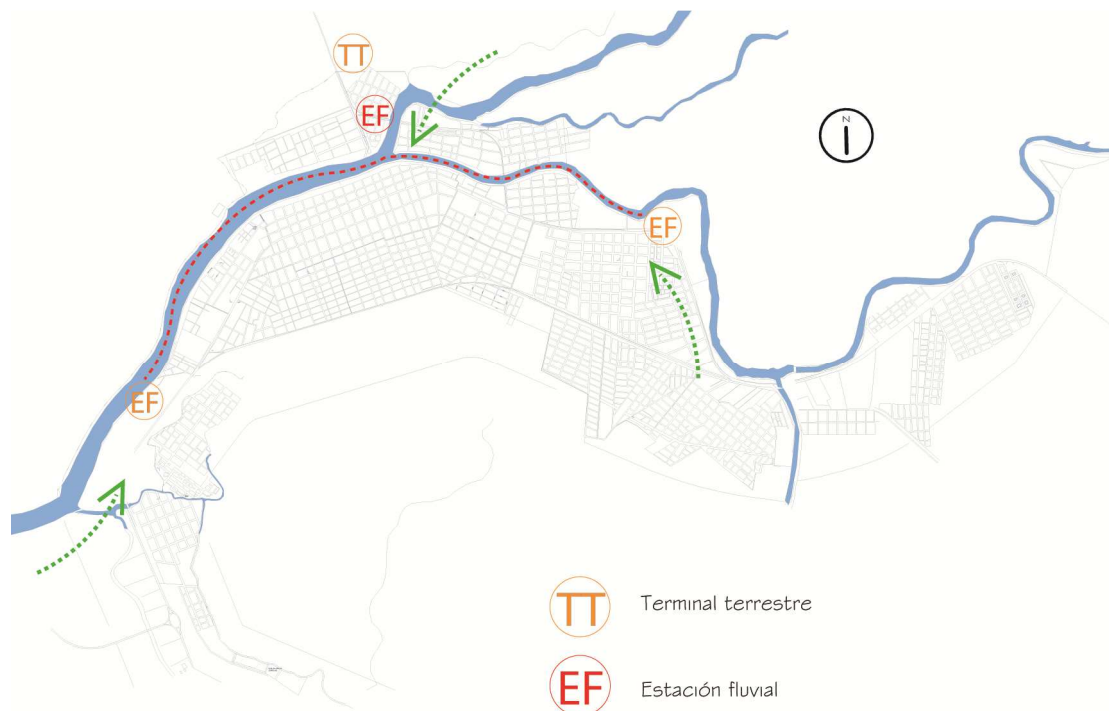 TT
EF
N
EF
EF
TT Terminal terrestre
EF Estación fluvial